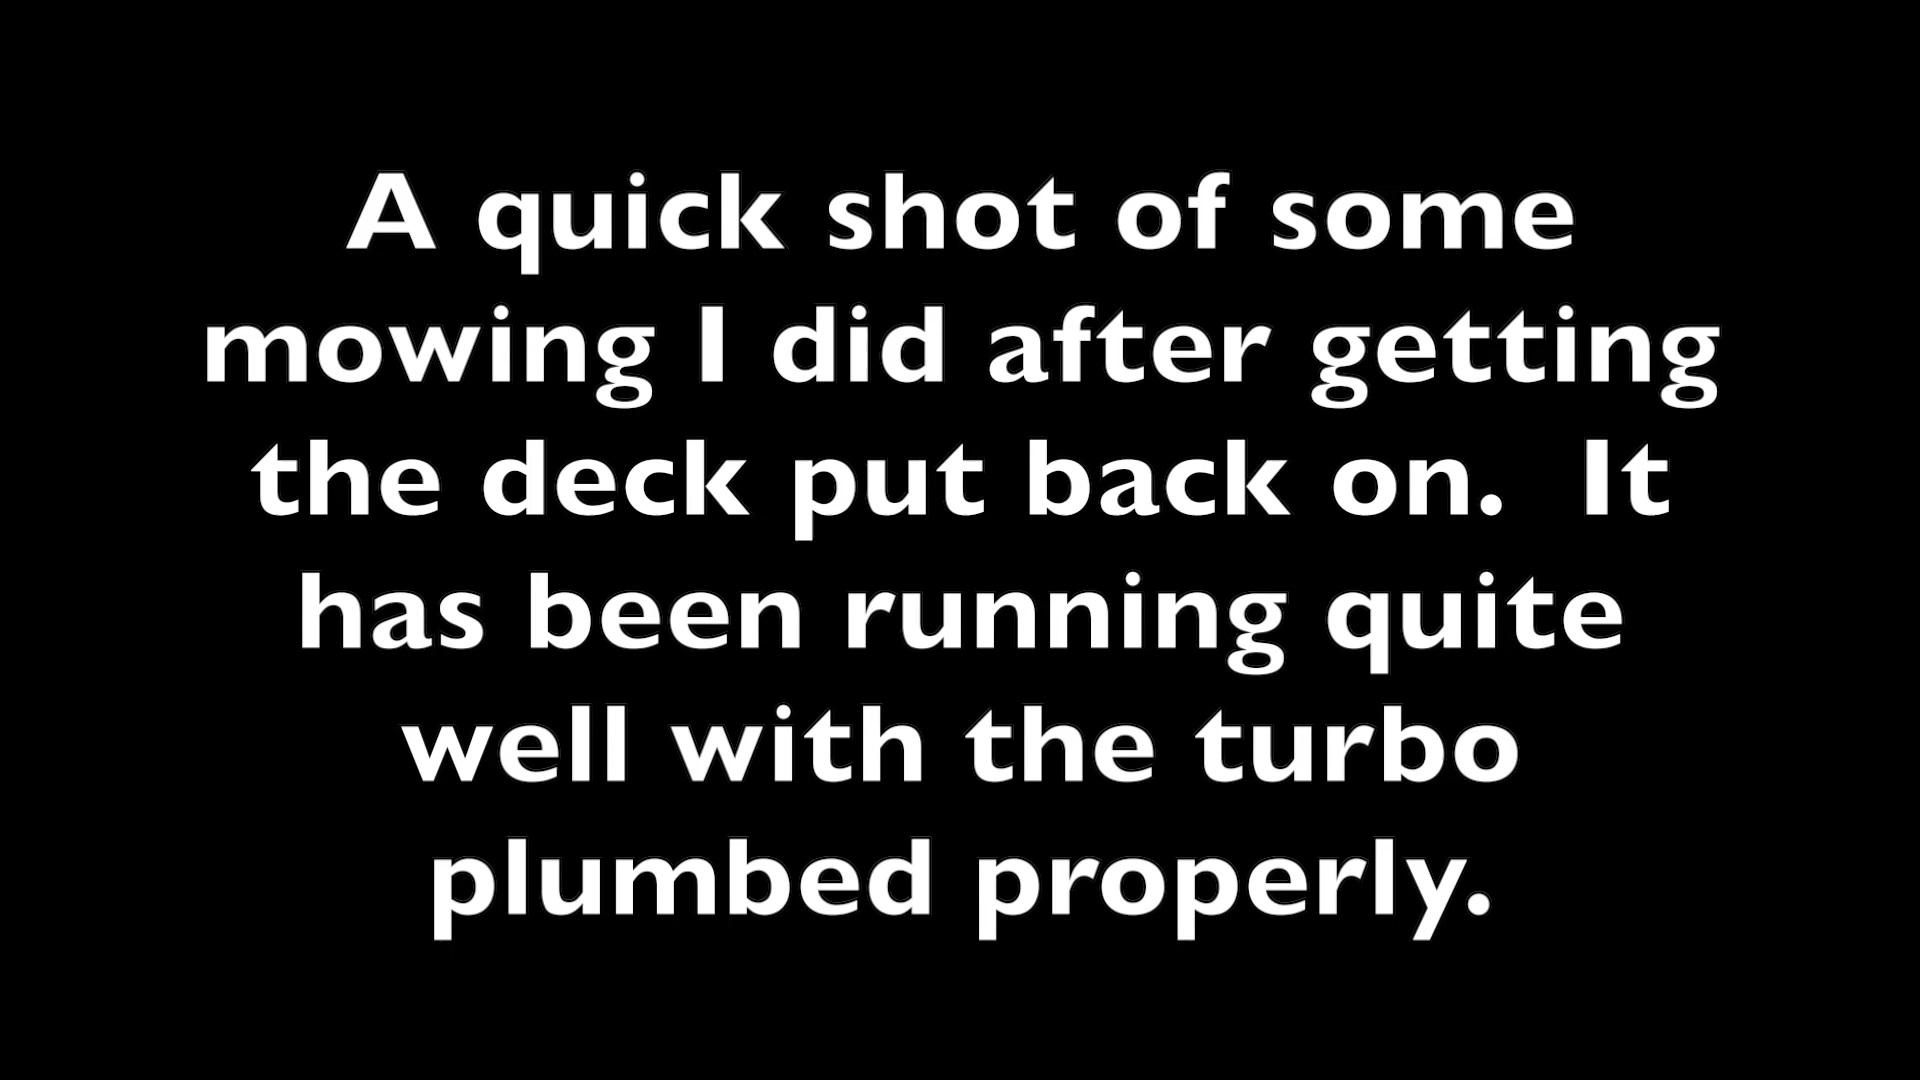 A quick shot of some
mowing I did after getting
the deck put back on.  It
has been running quite
well with the turbo
plumbed properly.